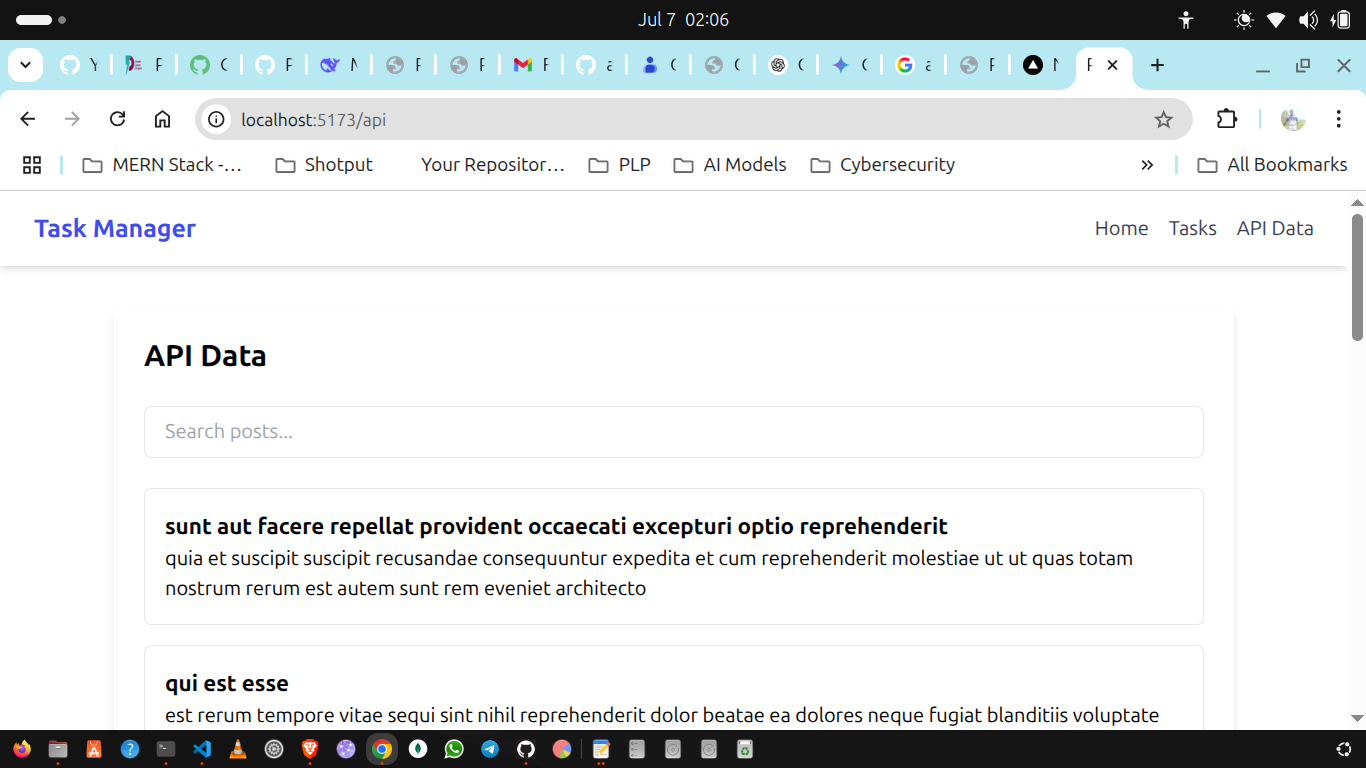 Jul 7 02:06
localhost:5173/api
MERN Stack -…
Shotput
Your Repositor…
PLP
AI Models
Cybersecurity
All Bookmarks
Task Manager
Home
Tasks
API Data
API Data
Search posts...
sunt aut facere repellat provident occaecati excepturi optio reprehenderit
quia et suscipit suscipit recusandae consequuntur expedita et cum reprehenderit molestiae ut ut quas totam
nostrum rerum est autem sunt rem eveniet architecto
qui est esse
est rerum tempore vitae sequi sint nihil reprehenderit dolor beatae ea dolores neque fugiat blanditiis voluptate